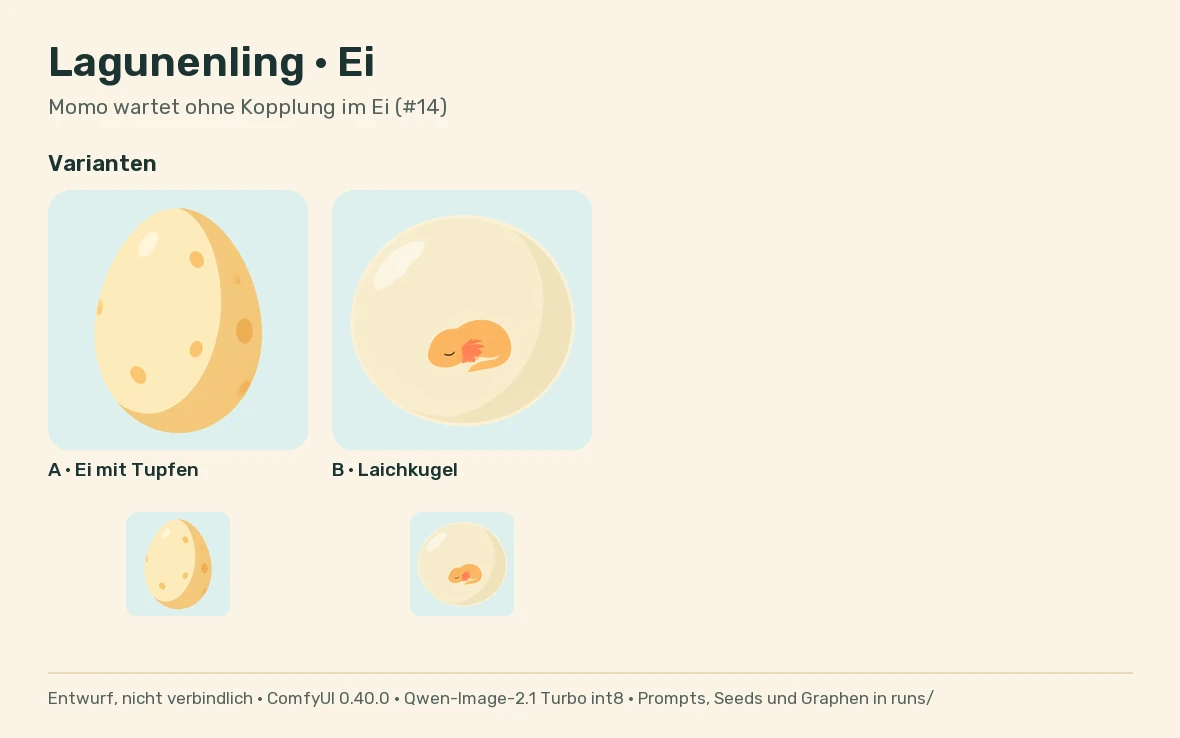 Lagunenling • Ei
Momo wartet ohne Kopplung im Ei (#14)
Varianten
A • Ei mit Tupfen
B • Laichkugel
Entwurf, nicht verbindlich • ComfyUI 0.40.0 • Qwen-Image-2.1 Turbo int8 • Prompts, Seeds und Graphen in runs/